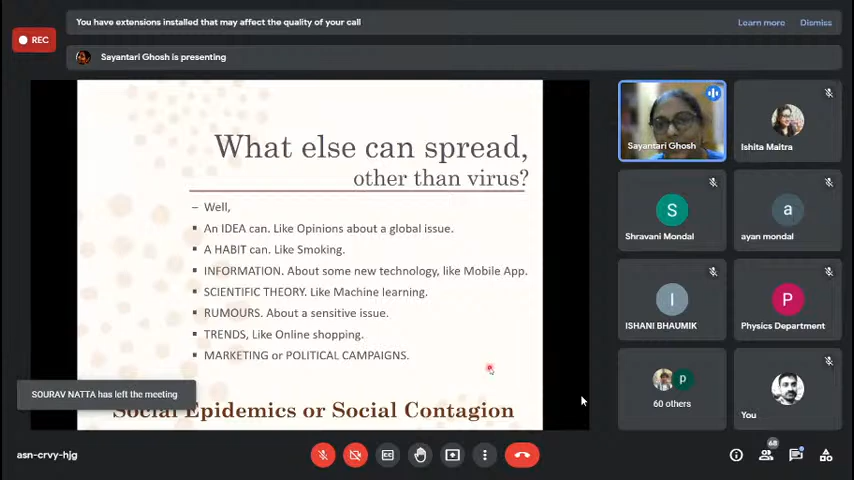 You have extensions installed that may affect the quality of your call
Learn more
Dismiss
REC
Sayantari Ghosh is presenting
What else can spread,
other than virus?
– Well,
▪ An IDEA can. Like Opinions about a global issue.
▪ A HABIT can. Like Smoking.
▪ INFORMATION. About some new technology, like Mobile App.
▪ SCIENTIFIC THEORY. Like Machine learning.
▪ RUMOURS. About a sensitive issue.
▪ TRENDS, Like Online shopping.
▪ MARKETING or POLITICAL CAMPAIGNS.
Social Epidemics or Social Contagion
SOURAV NATTA has left the meeting
Sayantari Ghosh
Ishita Maitra
S
Shravani Mondal
a
ayan mondal
I
ISHANI BHAUMIK
P
Physics Department
p
60 others
You
asn-crvy-hjg
68